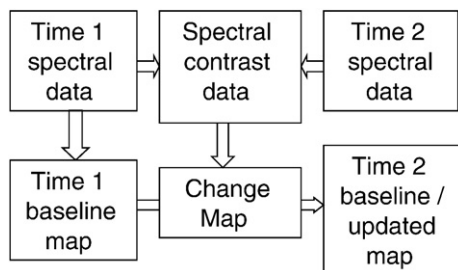 Time 1
spectral
data
Spectral
contrast
data
Time 2
spectral
data
Time 1
baseline
map
Change
Map
Time 2
baseline /
updated
map